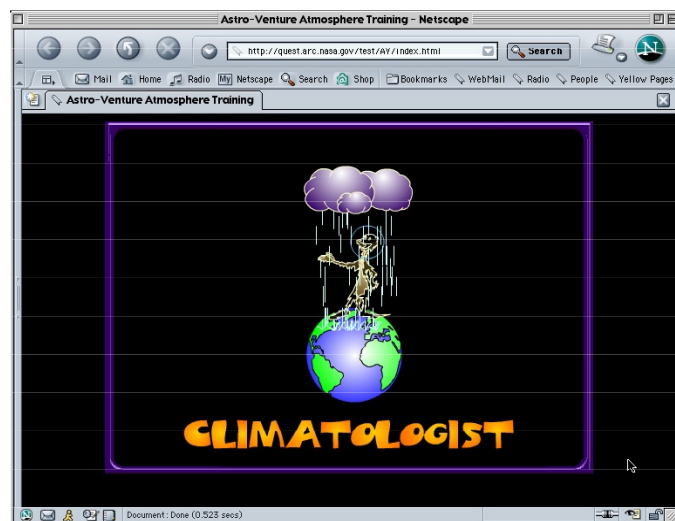 Astro-Venture Atmosphere Training - Netscape
http://quest.arc.nasa.gov/test/AY/index.html Search N
Mail Home Radio My Netscape Search Shop Bookmarks WebMail Radio People Yellow Pages
Astro-Venture Atmosphere Training
CLIMATOLOGIST
Document: Done (0.523 secs)